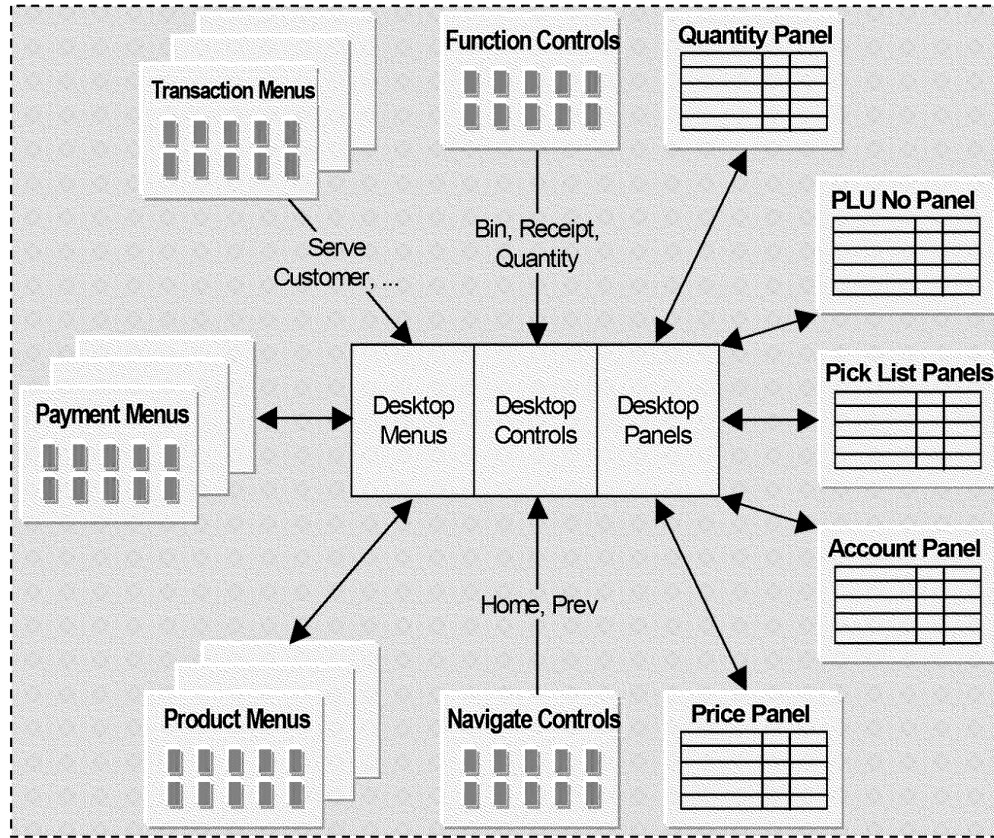 Transaction Menus
Function Controls
Quantity Panel
Serve
Customer, ...
Bin, Receipt,
Quantity
PLU No Panel
Payment Menus
Desktop
Menus
Desktop
Controls
Desktop
Panels
Pick List Panels
Account Panel
Home, Prev
Product Menus
Navigate Controls
Price Panel